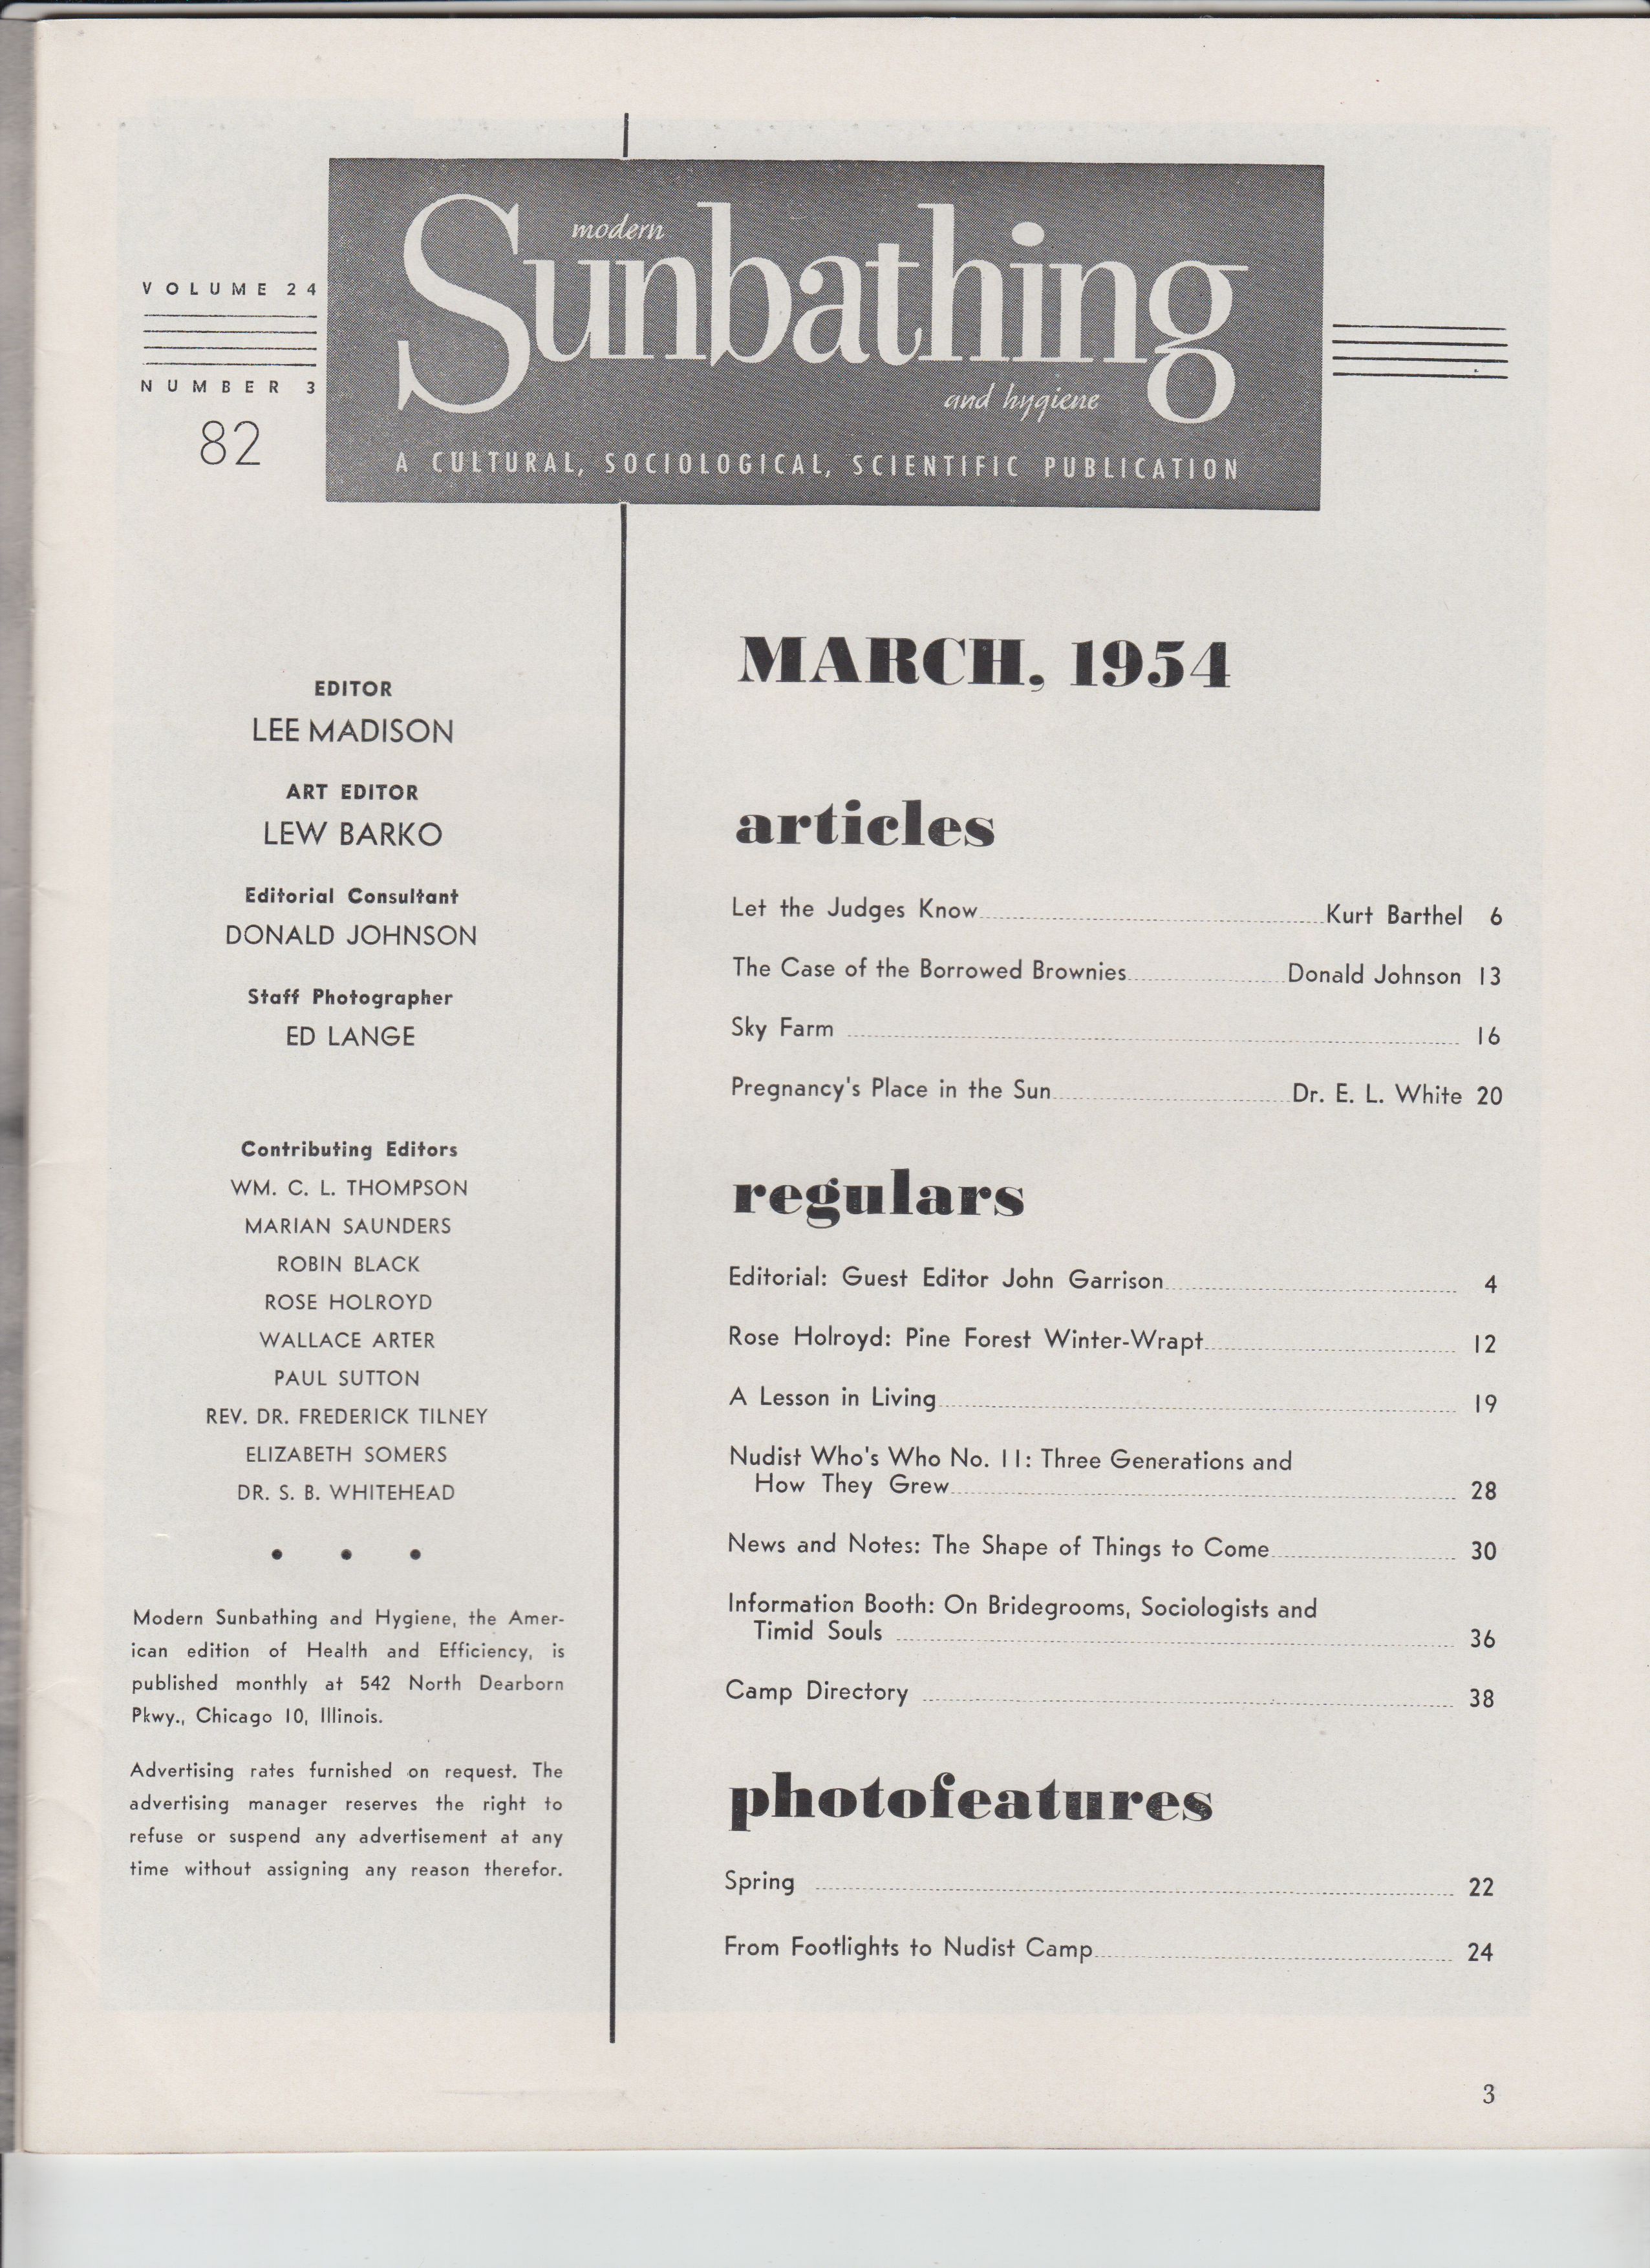 VOLUME 24
NUMBER 3
82
modern
Sunbathing
and hygiene
A CULTURAL, SOCIOLOGICAL, SCIENTIFIC PUBLICATION
EDITOR
LEE MADISON
ART EDITOR
LEW BARKO
Editorial Consultant
DONALD JOHNSON
Staff Photographer
ED LANGE
Contributing Editors
WM. C. L. THOMPSON
MARIAN SAUNDERS
ROBIN BLACK
ROSE HOLROYD
WALLACE ARTER
PAUL SUTTON
REV. DR. FREDERICK TILNEY
ELIZABETH SOMERS
DR. S. B. WHITEHEAD
• • •
Modern Sunbathing and Hygiene, the Amer-
ican edition of Health and Efficiency, is
published monthly at 542 North Dearborn
Pkwy., Chicago 10, Illinois.
Advertising rates furnished on request. The
advertising manager reserves the right to
refuse or suspend any advertisement at any
time without assigning any reason therefor.
MARCH, 1954
articles
Let the Judges Know Kurt Barthel 6
The Case of the Borrowed Brownies Donald Johnson 13
Sky Farm 16
Pregnancy's Place in the Sun Dr. E. L. White 20
regulars
Editorial: Guest Editor John Garrison 4
Rose Holroyd: Pine Forest Winter-Wrapt 12
A Lesson in Living 19
Nudist Who's Who No. 11: Three Generations and
How They Grew 28
News and Notes: The Shape of Things to Come 30
Information Booth: On Bridegrooms, Sociologists and
Timid Souls 36
Camp Directory 38
photofeatures
Spring 22
From Footlights to Nudist Camp 24
3